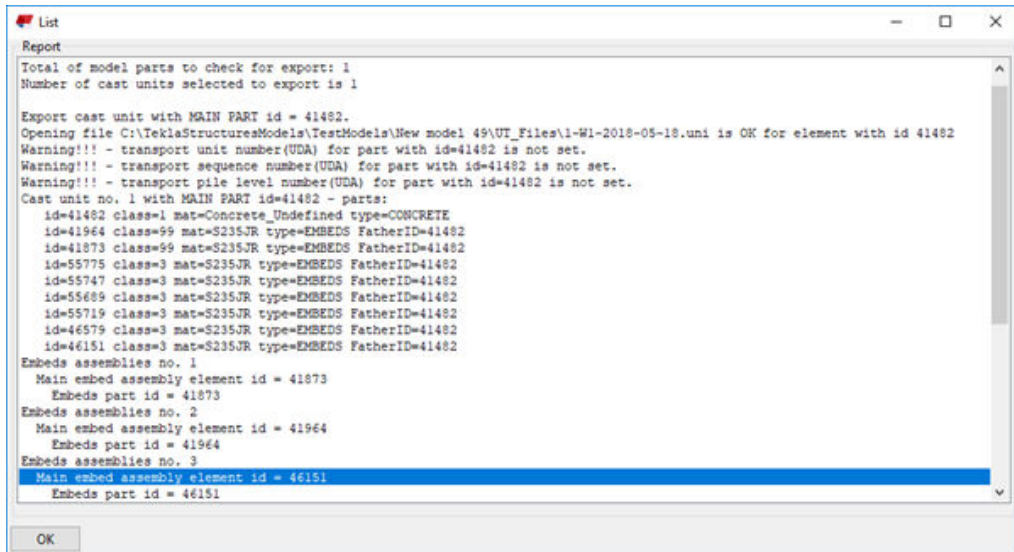 List
Report
Total of model parts to check for export: 1
Number of cast units selected to export is 1
Export cast unit with MAIN PART id = 41482.
Opening file C:\TeklaStructuresModels\TestModels\New model 49\UT_Files\1-W1-2018-05-18.uni is OK for element with id 41482
Warning!!! - transport unit number(UDA) for part with id=41482 is not set.
Warning!!! - transport sequence number(UDA) for part with id=41482 is not set.
Warning!!! - transport pile level number(UDA) for part with id=41482 is not set.
Cast unit no. 1 with MAIN PART id=41482 - parts:
id=41482 class=1 mat=Concrete_Undefined type=CONCRETE
id=41964 class=99 mat=S235JR type=EMBEDS FatherID=41482
id=41873 class=99 mat=S235JR type=EMBEDS FatherID=41482
id=55775 class=3 mat=S235JR type=EMBEDS FatherID=41482
id=55747 class=3 mat=S235JR type=EMBEDS FatherID=41482
id=55689 class=3 mat=S235JR type=EMBEDS FatherID=41482
id=55719 class=3 mat=S235JR type=EMBEDS FatherID=41482
id=46579 class=3 mat=S235JR type=EMBEDS FatherID=41482
id=46151 class=3 mat=S235JR type=EMBEDS FatherID=41482
Embeds assemblies no. 1
Main embed assembly element id = 41873
Embeds part id = 41873
Embeds assemblies no. 2
Main embed assembly element id = 41964
Embeds part id = 41964
Embeds assemblies no. 3
Main embed assembly element id = 46151
Embeds part id = 46151
OK